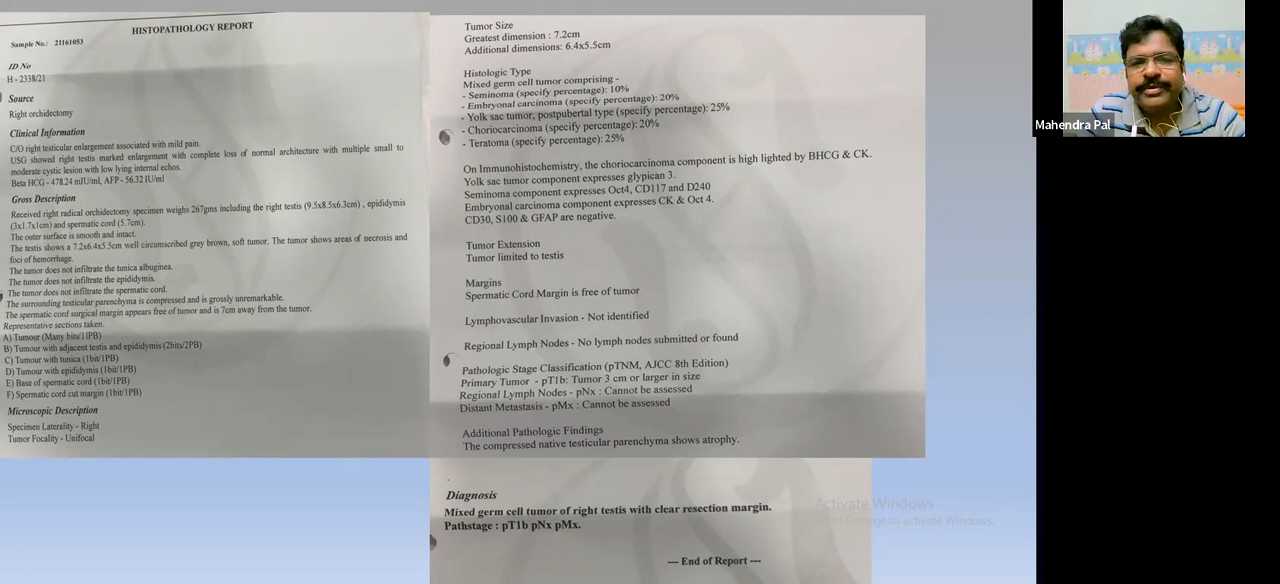 HISTOPATHOLOGY REPORT
Sample No.: 21161053
ID No
H - 2338/21
Source
Right orchidectomy
Clinical Information
C/O right testicular enlargement associated with mild pain.
USG showed right testis marked enlargement with complete loss of normal architecture with multiple small to
moderate cystic lesion with low lying internal echos.
Beta HCG - 478.24 mIU/ml, AFP - 56.32 IU/ml
Gross Description
Received right radical orchidectomy specimen weighs 267gms including the right testis (9.5x8.5x6.3cm) , epididymis
(3x1.7x1cm) and spermatic cord (5.7cm).
The outer surface is smooth and intact.
The testis shows a 7.2x6.4x5.5cm well circumscribed grey brown, soft tumor. The tumor shows areas of necrosis and
foci of hemorrhage.
The tumor does not infiltrate the tunica albuginea.
The tumor does not infiltrate the epididymis.
The tumor does not infiltrate the spermatic cord.
The surrounding testicular parenchyma is compressed and is grossly unremarkable.
The spermatic cord surgical margin appears free of tumor and is 7cm away from the tumor.
Representative sections taken.
A) Tumour (Many bits/11PB)
B) Tumour with adjacent testis and epididymis (2bits/2PB)
C) Tumour with tunica (1bit/1PB)
D) Tumour with epididymis (1bit/1PB)
E) Base of spermatic cord (1bit/1PB)
F) Spermatic cord cut margin (1bit/1PB)
Microscopic Description
Specimen Laterality - Right
Tumor Focality - Unifocal
Tumor Size
Greatest dimension : 7.2cm
Additional dimensions: 6.4x5.5cm
Histologic Type
Mixed germ cell tumor comprising -
- Seminoma (specify percentage): 10%
- Embryonal carcinoma (specify percentage): 20%
- Yolk sac tumor, postpubertal type (specify percentage): 25%
- Choriocarcinoma (specify percentage): 20%
- Teratoma (specify percentage): 25%
On Immunohistochemistry, the choriocarcinoma component is high lighted by BHCG & CK.
Yolk sac tumor component expresses glypican 3.
Seminoma component expresses Oct4, CD117 and D240
Embryonal carcinoma component expresses CK & Oct 4.
CD30, S100 & GFAP are negative.
Tumor Extension
Tumor limited to testis
Margins
Spermatic Cord Margin is free of tumor
Lymphovascular Invasion - Not identified
Regional Lymph Nodes - No lymph nodes submitted or found
Pathologic Stage Classification (pTNM, AJCC 8th Edition)
Primary Tumor - pT1b: Tumor 3 cm or larger in size
Regional Lymph Nodes - pNx : Cannot be assessed
Distant Metastasis - pMx : Cannot be assessed
Additional Pathologic Findings
The compressed native testicular parenchyma shows atrophy.
Diagnosis
Mixed germ cell tumor of right testis with clear resection margin.
Pathstage : pT1b pNx pMx.
--- End of Report ---
Mahendra Pal
Activate Windows
Settings to activate Windows.